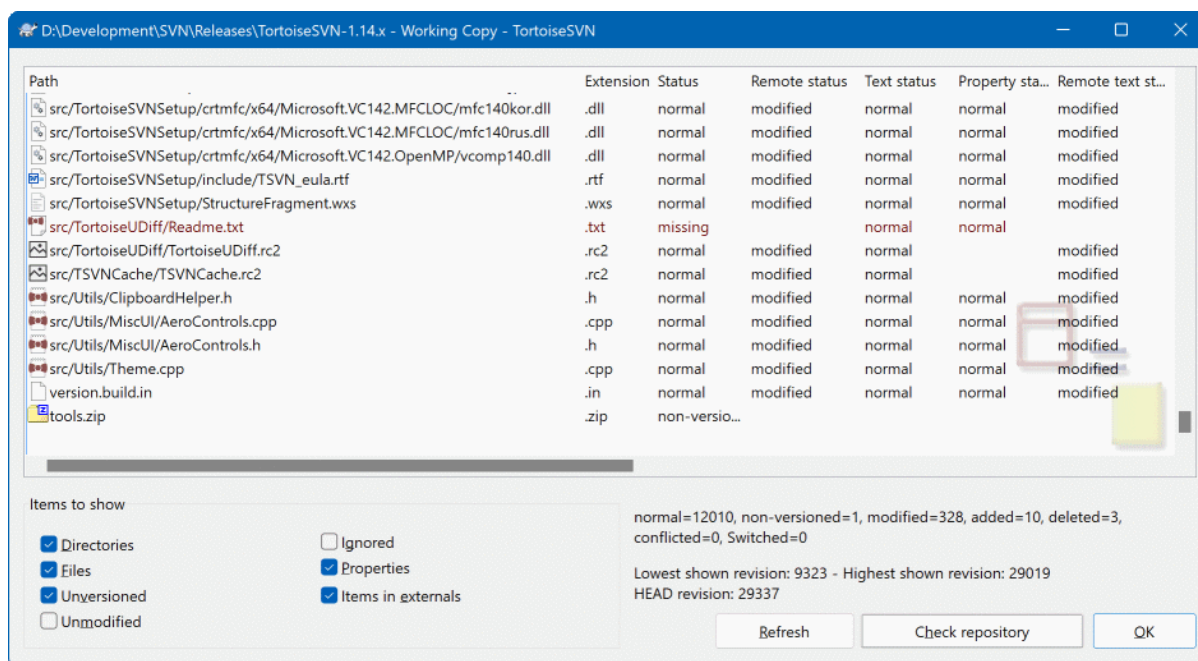 D:\Development\SVN\Releases\TortoiseSVN-1.14.x - Working Copy - TortoiseSVN
Path Extension Status Remote status Text status Property sta... Remote text st...
src/TortoiseSVNSetup/crtmfc/x64/Microsoft.VC142.MFCLOC/mfc140kor.dll .dll normal modified normal normal modified
src/TortoiseSVNSetup/crtmfc/x64/Microsoft.VC142.MFCLOC/mfc140rus.dll .dll normal modified normal normal modified
src/TortoiseSVNSetup/crtmfc/x64/Microsoft.VC142.OpenMP/vcomp140.dll .dll normal modified normal normal modified
src/TortoiseSVNSetup/include/TSVN_eula.rtf .rtf normal modified normal normal modified
src/TortoiseSVNSetup/StructureFragment.wxs .wxs normal modified normal normal modified
src/TortoiseUDiff/Readme.txt .txt missing normal normal
src/TortoiseUDiff/TortoiseUDiff.rc2 .rc2 normal modified normal modified
src/TSVNCache/TSVNCache.rc2 .rc2 normal modified normal modified
src/Utils/ClipboardHelper.h .h normal modified normal normal modified
src/Utils/MiscUI/AeroControls.cpp .cpp normal modified normal normal modified
src/Utils/MiscUI/AeroControls.h .h normal modified normal normal modified
src/Utils/Theme.cpp .cpp normal modified normal normal modified
version.build.in .in normal modified normal normal modified
tools.zip .zip non-versio...
Items to show
Directories
Files
Unversioned
Unmodified
Ignored
Properties
Items in externals
normal=12010, non-versioned=1, modified=328, added=10, deleted=3,
conflicted=0, Switched=0
Lowest shown revision: 9323 - Highest shown revision: 29019
HEAD revision: 29337
Refresh Check repository OK